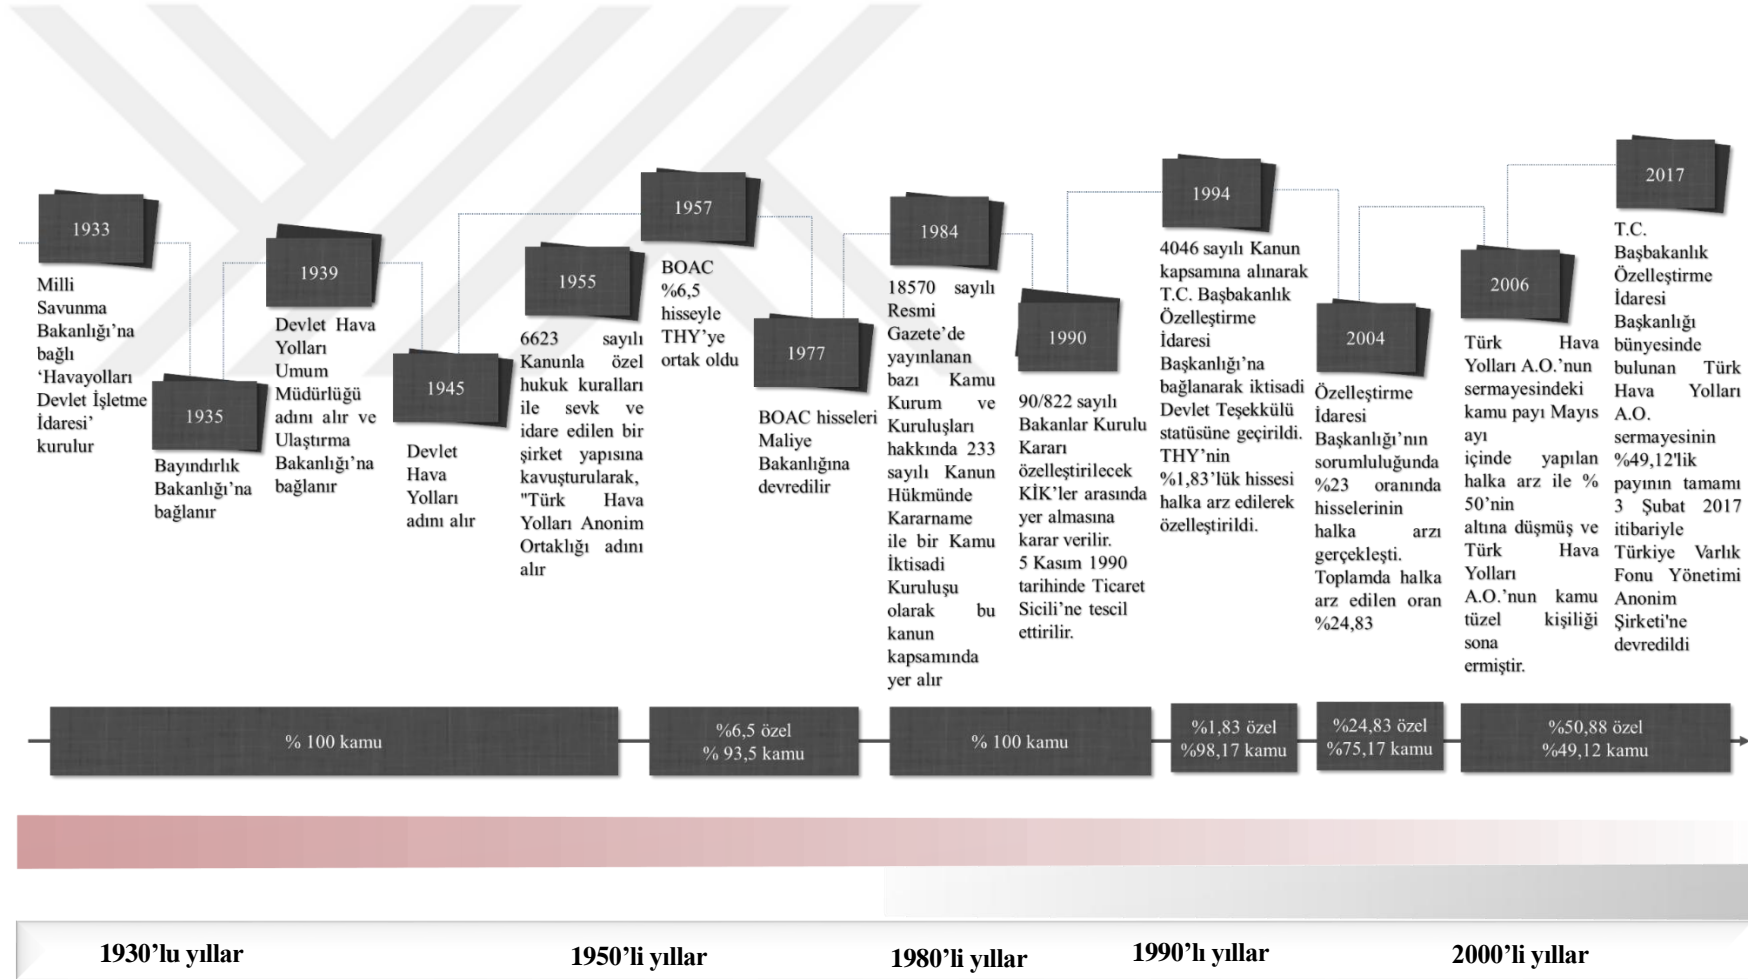 1933
Milli
Savunma
Bakanlığı’na
bağlı
‘Havayolları
Devlet İşletme
İdaresi’
kurulur
1935
Bayındırlık
Bakanlığı’na
bağlanır
1939
Devlet Hava
Yolları
Umum
Müdürlüğü
adını alır ve
Ulaştırma
Bakanlığı’na
bağlanır
1945
Devlet
Hava
Yolları
adını alır
1955
6623 sayılı
Kanunla özel
hukuk kuralları
ile sevk ve
idare edilen bir
şirket yapısına
kavuşturularak,
"Türk Hava
Yolları Anonim
Ortaklığı adını
alır
1957
BOAC
%6,5
hisseyle
THY’ye
ortak oldu
1977
BOAC hisseleri
Maliye
Bakanlığına
devredilir
1984
18570 sayılı
Resmi
Gazete’de
yayınlanan
bazı Kamu
Kurum ve
Kuruluşları
hakkında 233
sayılı Kanun
Hükmünde
Kararname
ile bir Kamu
İktisadi
Kuruluşu
olarak bu
kanun
kapsamında
yer alır
1990
90/822 sayılı
Bakanlar Kurulu
Kararı
özelleştirilecek
KİK’ler arasında
yer almasına
karar verilir.
5 Kasım 1990
tarihinde Ticaret
Sicili’ne tescil
ettirilir.
1994
4046 sayılı Kanun
kapsamına alınarak
T.C. Başbakanlık
Özelleştirme
İdaresi
Başkanlığı’na
bağlanarak iktisadi
Devlet Teşekkülü
statüsüne geçirildi.
THY’nin
%1,83’lük hissesi
halka arz edilerek
özelleştirildi.
2004
Özelleştirme
İdaresi
Başkanlığı’nın
sorumluluğunda
%23 oranında
hisselerinin
halka arzı
gerçekleşti.
Toplamda halka
arz edilen oran
%24,83
2006
Türk Hava
Yolları A.O.’nun
sermayesindeki
kamu payı Mayıs
ayı
içinde yapılan
halka arz ile %
50’nin
altına düşmüş ve
Türk Hava
Yolları
A.O.’nun kamu
tüzel kişiliği
sona
ermiştir.
2017
T.C.
Başbakanlık
Özelleştirme
İdaresi
Başkanlığı
bünyesinde
bulunan Türk
Hava Yolları
A.O.
sermayesinin
%49,12'lik
payının tamamı
3 Şubat 2017
itibariyle
Türkiye Varlık
Fonu Yönetimi
Anonim
Şirketi'ne
devredildi
% 100 kamu
%6,5 özel
% 93,5 kamu
% 100 kamu
%1,83 özel
%98,17 kamu
%24,83 özel
%75,17 kamu
%50,88 özel
%49,12 kamu
1930’lu yıllar
1950’li yıllar
1980’li yıllar
1990’lı yıllar
2000’li yıllar